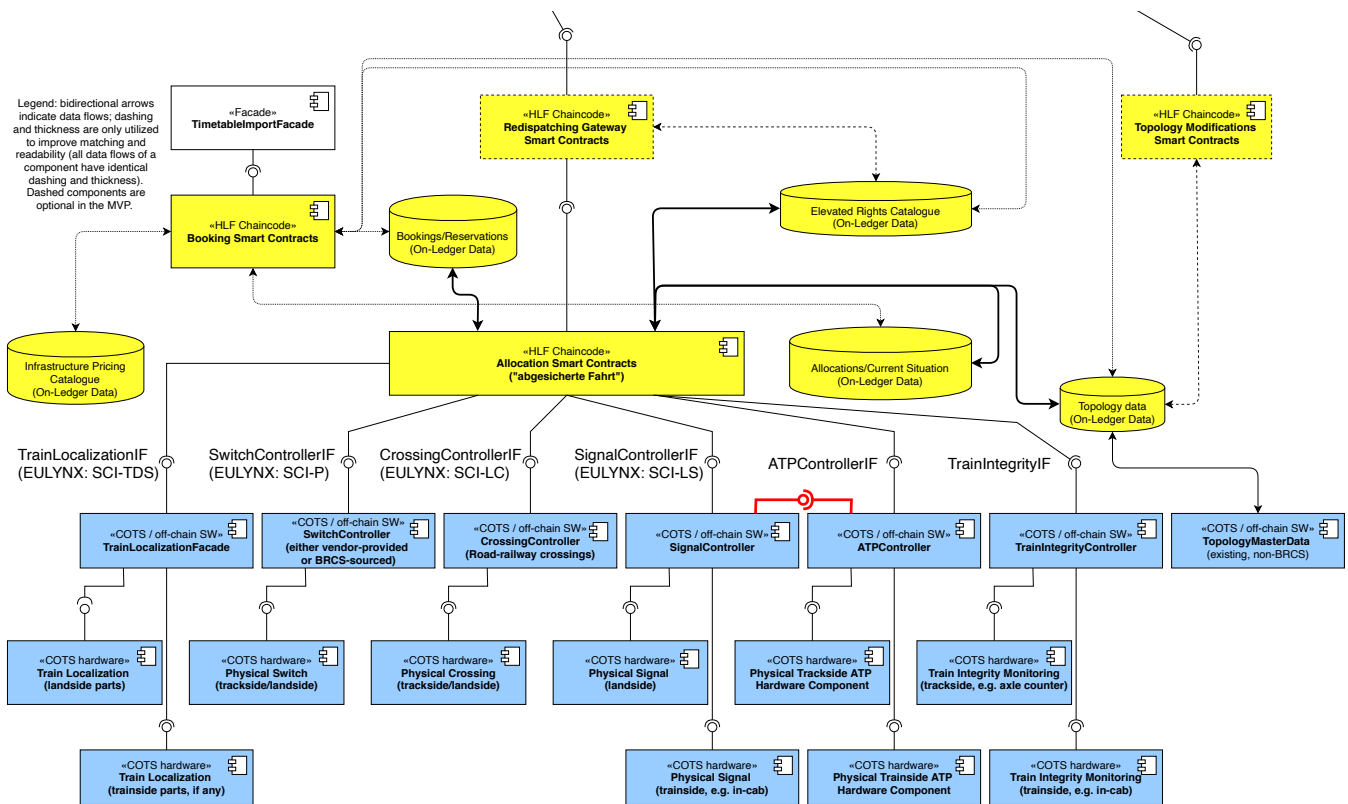 Legend: bidirectional arrows
indicate data flows; dashing
and thickness are only utilized
to improve matching and
readability (all data flows of a
component have identical
dashing and thickness).
Dashed components are
optional in the MVP.
«Facade»
TimetableImportFacade
«HLF Chaincode»
Redispatching Gateway
Smart Contracts
«HLF Chaincode»
Topology Modifications
Smart Contracts
«HLF Chaincode»
Booking Smart Contracts
Bookings/Reservations
(On-Ledger Data)
Elevated Rights Catalogue
(On-Ledger Data)
Infrastructure Pricing
Catalogue
(On-Ledger Data)
«HLF Chaincode»
Allocation Smart Contracts
("abgesicherte Fahrt")
Allocations/Current Situation
(On-Ledger Data)
Topology data
(On-Ledger Data)
TrainLocalizationIF
(EULYNX: SCI-TDS)
SwitchControllerIF
(EULYNX: SCI-P)
CrossingControllerIF
(EULYNX: SCI-LC)
SignalControllerIF
(EULYNX: SCI-LS)
ATPControllerIF
TrainIntegrityIF
«COTS / off-chain SW»
TrainLocalizationFacade
«COTS / off-chain SW»
SwitchController
(either vendor-provided
or BRCS-sourced)
«COTS / off-chain SW»
CrossingController
(Road-railway crossings)
«COTS / off-chain SW»
SignalController
«COTS / off-chain SW»
ATPController
«COTS / off-chain SW»
TrainIntegrityController
«COTS / off-chain SW»
TopologyMasterData
(existing, non-BRCS)
«COTS hardware»
Train Localization
(landside parts)
«COTS hardware»
Physical Switch
(trackside/landside)
«COTS hardware»
Physical Crossing
(trackside/landside)
«COTS hardware»
Physical Signal
(landside)
«COTS hardware»
Physical Trackside ATP
Hardware Component
«COTS hardware»
Train Integrity Monitoring
(trackside, e.g. axle counter)
«COTS hardware»
Train Localization
(trainside parts, if any)
«COTS hardware»
Physical Signal
(trainside, e.g. in-cab)
«COTS hardware»
Physical Trainside ATP
Hardware Component
«COTS hardware»
Train Integrity Monitoring
(trainside, e.g. in-cab)